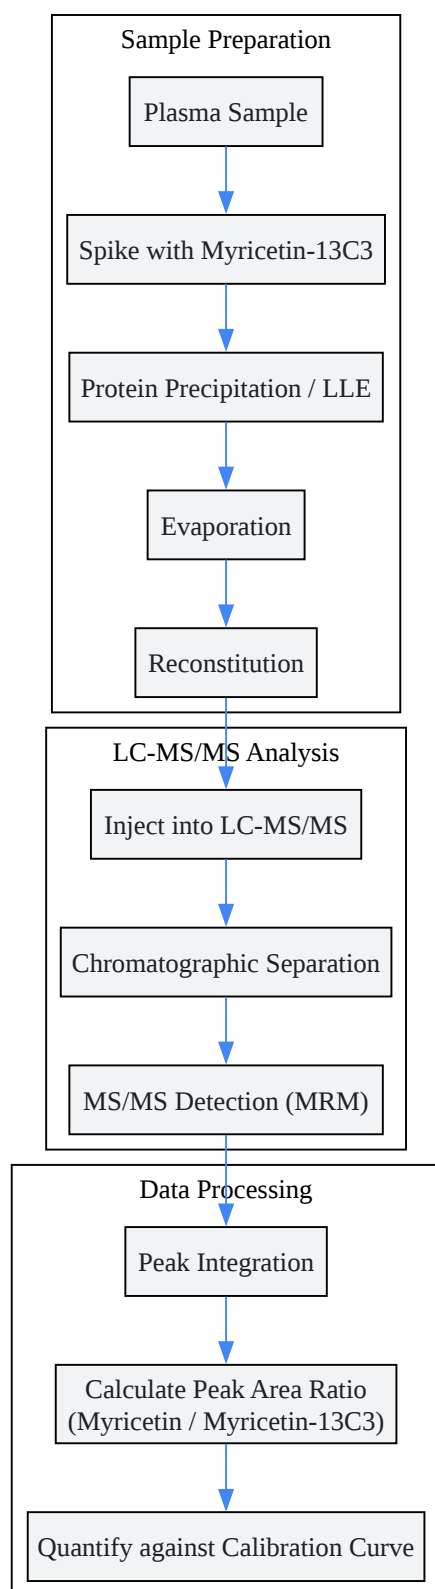 Sample Preparation
Plasma Sample
Spike with Myricetin-13C3
Protein Precipitation / LLE
Evaporation
Reconstitution
LC-MS/MS Analysis
Inject into LC-MS/MS
Chromatographic Separation
MS/MS Detection (MRM)
Data Processing
Peak Integration
Calculate Peak Area Ratio
(Myricetin / Myricetin-13C3)
Quantify against Calibration Curve